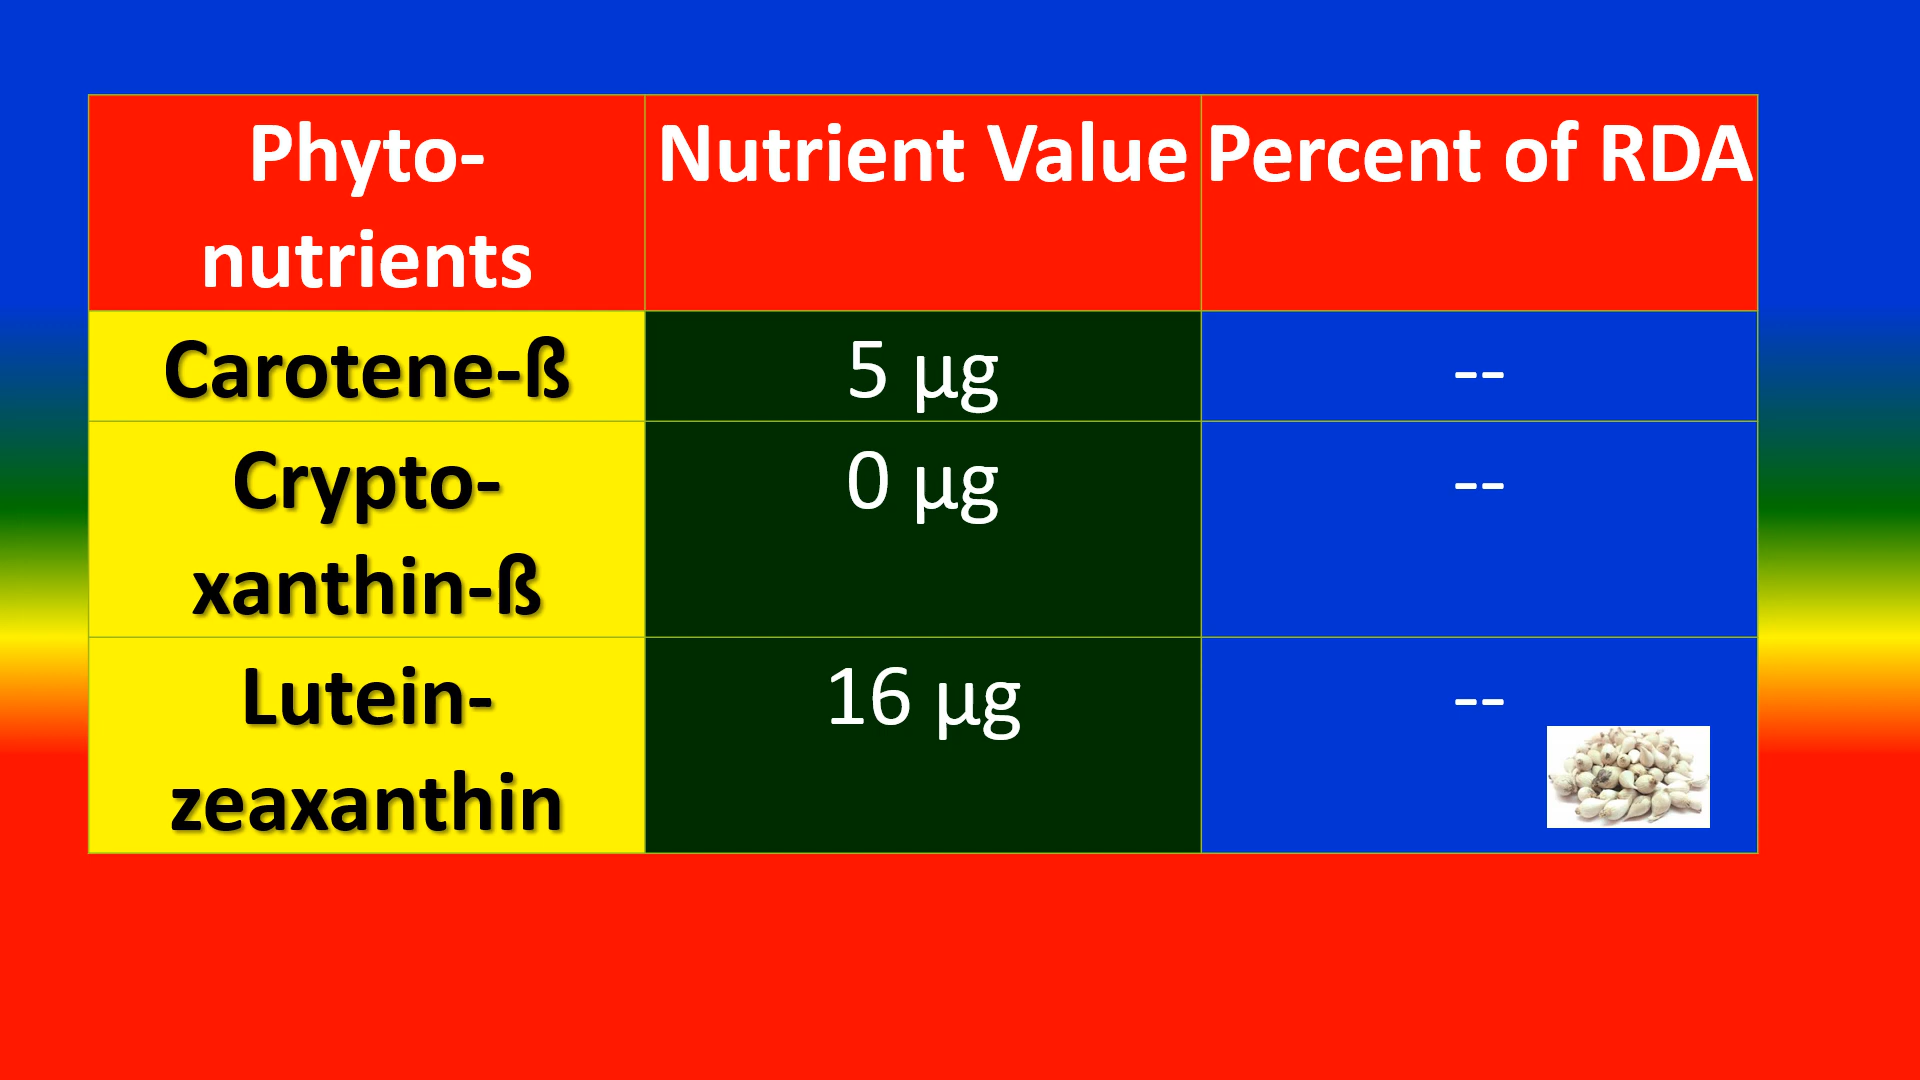 Phyto-
nutrients
Nutrient Value
Percent of RDA
Carotene-ß
5 µg
--
Crypto-
xanthin-ß
0 µg
--
Lutein-
zeaxanthin
16 µg
--